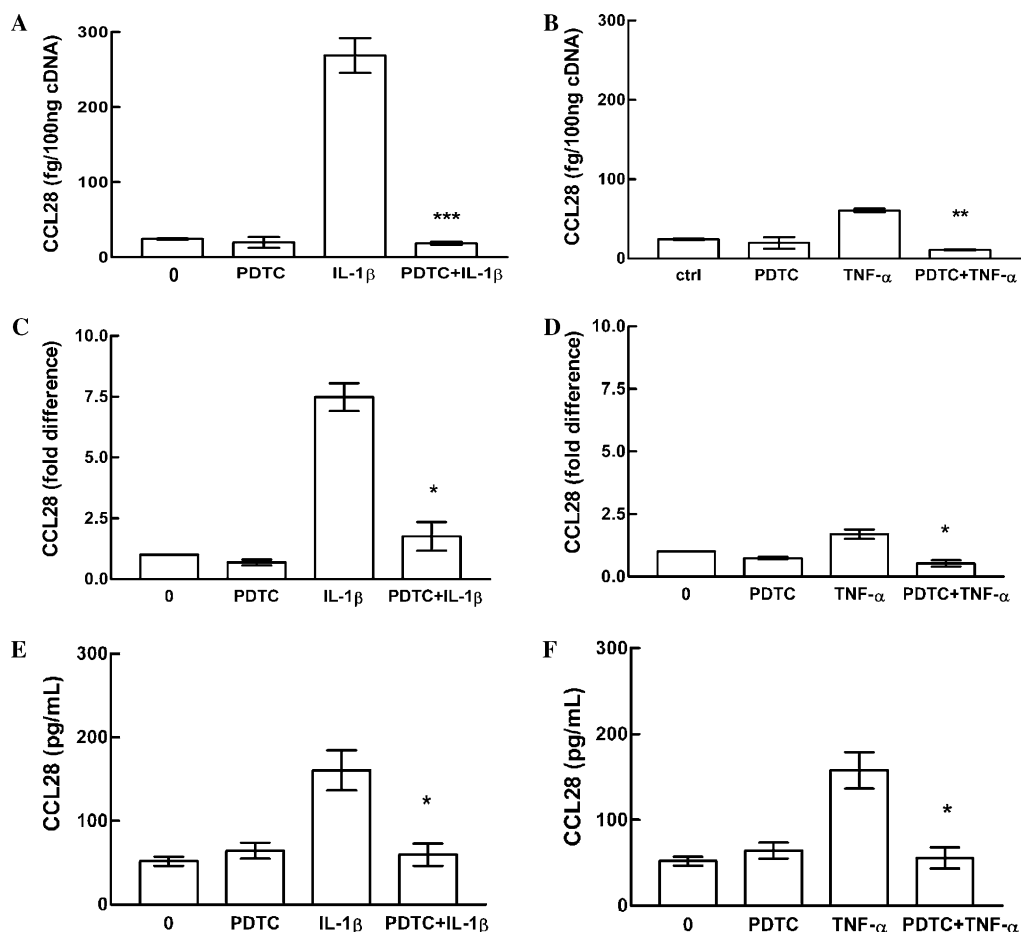 A
CCL28 (fg/100ng cDNA)
300
200
100
0
0 PDTC IL-1β PDTC+IL-1β
***
B
CCL28 (fg/100ng cDNA)
300
200
100
0
ctrl PDTC TNF-α PDTC+TNF-α
**
C
CCL28 (fold difference)
10.0
7.5
5.0
2.5
0.0
0 PDTC IL-1β PDTC+IL-1β
*
D
CCL28 (fold difference)
10.0
7.5
5.0
2.5
0.0
0 PDTC TNF-α PDTC+TNF-α
*
E
CCL28 (pg/mL)
300
200
100
0
0 PDTC IL-1β PDTC+IL-1β
*
F
CCL28 (pg/mL)
300
200
100
0
0 PDTC TNF-α PDTC+TNF-α
*